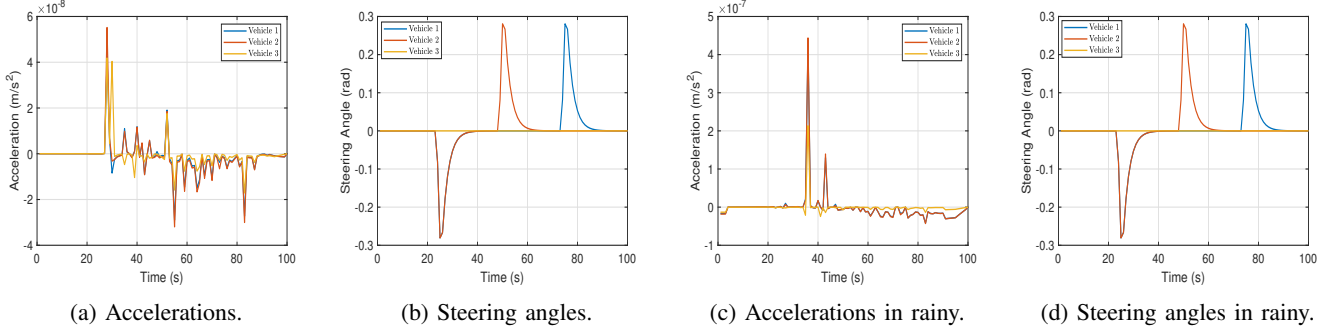 ×10⁻⁸
6
4
2
0
-2
-4
Acceleration (m/s²)
0 20 40 60 80 100
Time (s)
Vehicle 1
Vehicle 2
Vehicle 3
(a) Accelerations.
0.3
0.2
0.1
0
-0.1
-0.2
-0.3
Steering Angle (rad)
0 20 40 60 80 100
Time (s)
Vehicle 1
Vehicle 2
Vehicle 3
(b) Steering angles.
×10⁻⁷
5
4
3
2
1
0
-1
Acceleration (m/s²)
0 20 40 60 80 100
Time (s)
Vehicle 1
Vehicle 2
Vehicle 3
(c) Accelerations in rainy.
0.3
0.2
0.1
0
-0.1
-0.2
-0.3
Steering Angle (rad)
0 20 40 60 80 100
Time (s)
Vehicle 1
Vehicle 2
Vehicle 3
(d) Steering angles in rainy.